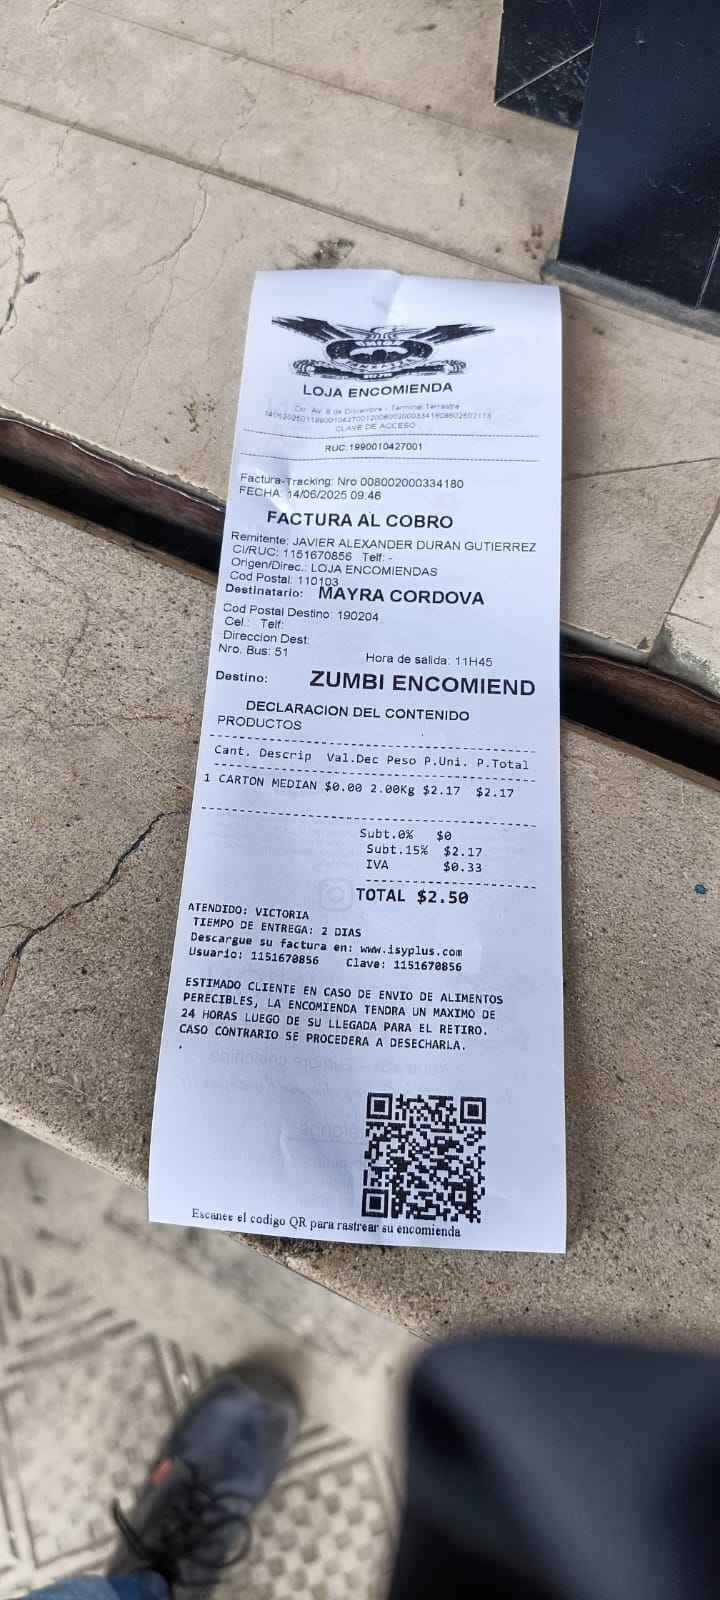 LOJA ENCOMIENDA
Dir: Av. 8 de Diciembre - Terminal Terrestre
CLAVE DE ACCESO
RUC:1990010427001
Factura-Tracking: Nro 008002000334180
FECHA: 14/06/2025 09:46
FACTURA AL COBRO
Remitente: JAVIER ALEXANDER DURAN GUTIERREZ
CI/RUC: 1151670856 Telf: -
Origen/Direc.: LOJA ENCOMIENDAS
Cod Postal: 110103
Destinatario: MAYRA CORDOVA
Cod Postal Destino: 190204
Cel.: Telf:
Direccion Dest:
Nro. Bus: 51 Hora de salida: 11H45
Destino: ZUMBI ENCOMIEND
DECLARACION DEL CONTENIDO
PRODUCTOS
Cant. Descrip Val.Dec Peso P.Uni. P.Total
1 CARTON MEDIAN $0.00 2.00Kg $2.17 $2.17
Subt.0% $0
Subt.15% $2.17
IVA $0.33
TOTAL $2.50
ATENDIDO: VICTORIA
TIEMPO DE ENTREGA: 2 DIAS
Descargue su factura en: www.isyplus.com
Usuario: 1151670856 Clave: 1151670856
ESTIMADO CLIENTE EN CASO DE ENVIO DE ALIMENTOS
PERECIBLES, LA ENCOMIENDA TENDRA UN MAXIMO DE
24 HORAS LUEGO DE SU LLEGADA PARA EL RETIRO.
CASO CONTRARIO SE PROCEDERA A DESECHARLA.
.
Escanee el codigo QR para rastrear su encomienda